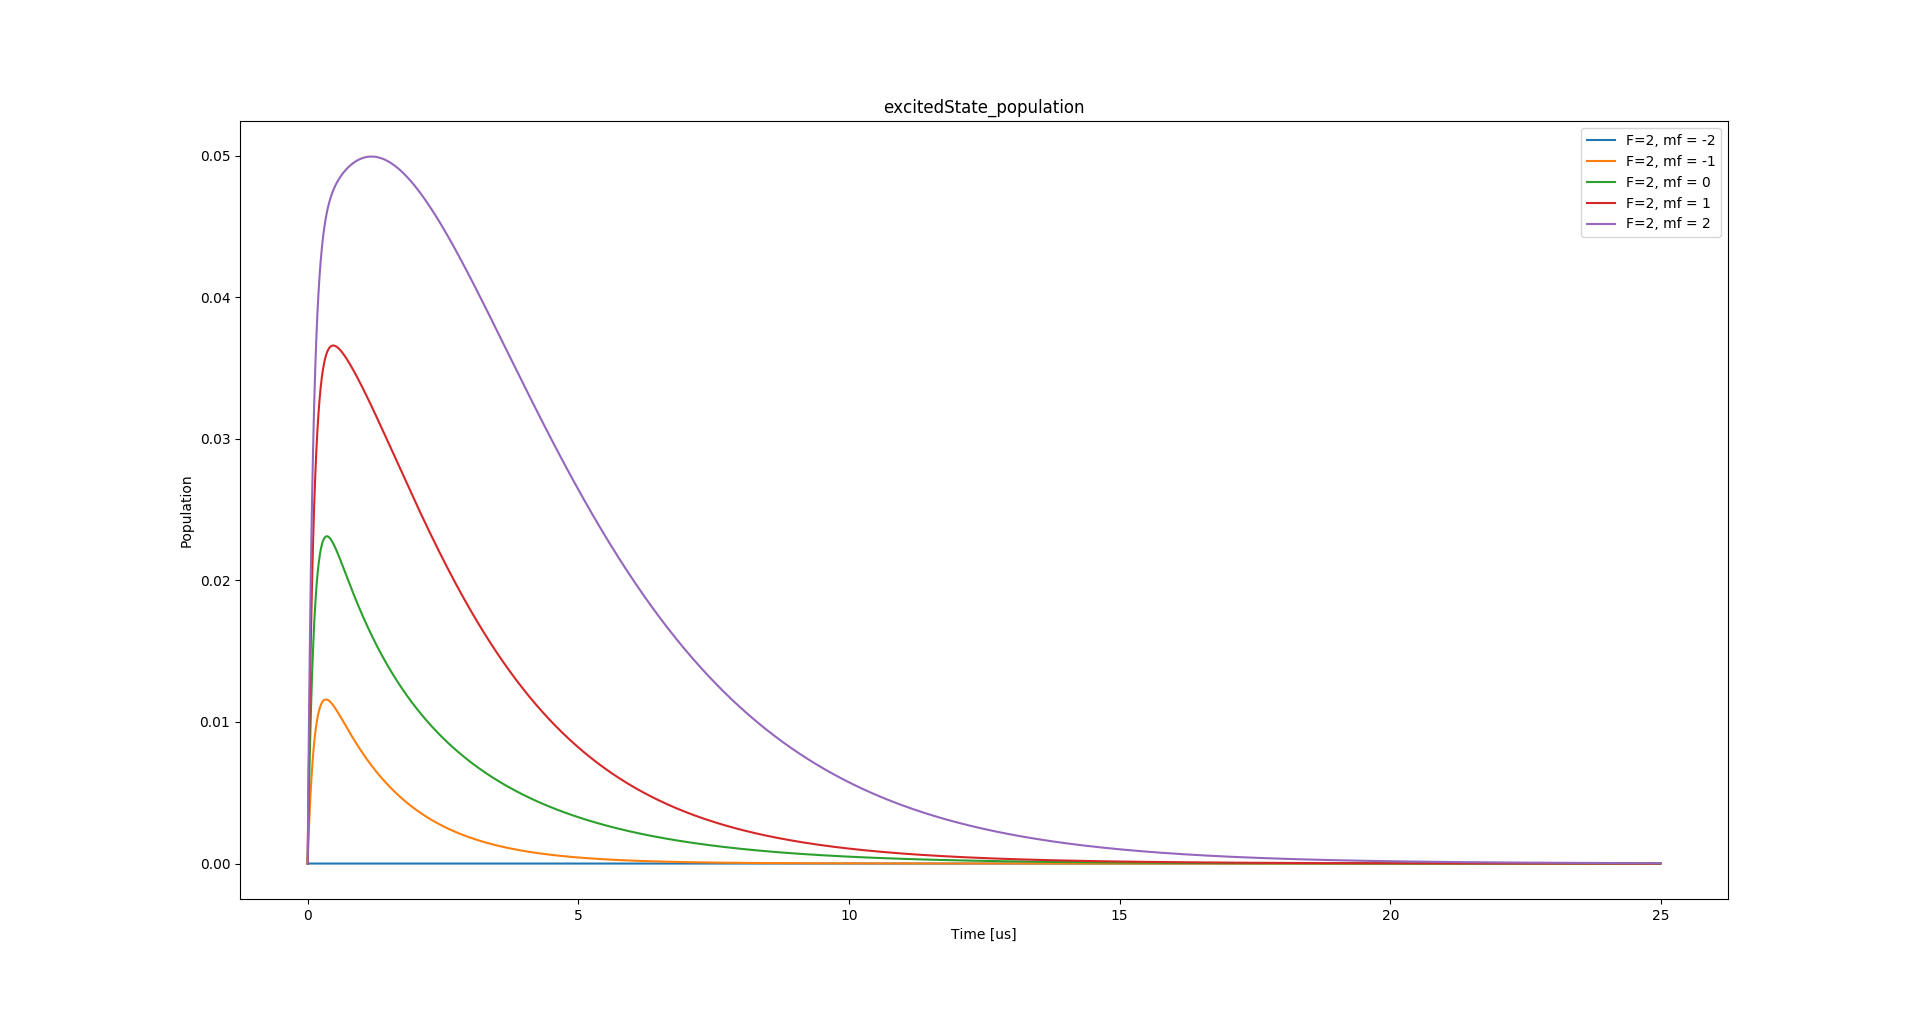 excitedState_population
F=2, mf = -2
F=2, mf = -1
F=2, mf = 0
F=2, mf = 1
F=2, mf = 2
0.05
0.04
0.03
0.02
0.01
0.00
Population
0 5 10 15 20 25
Time [us]